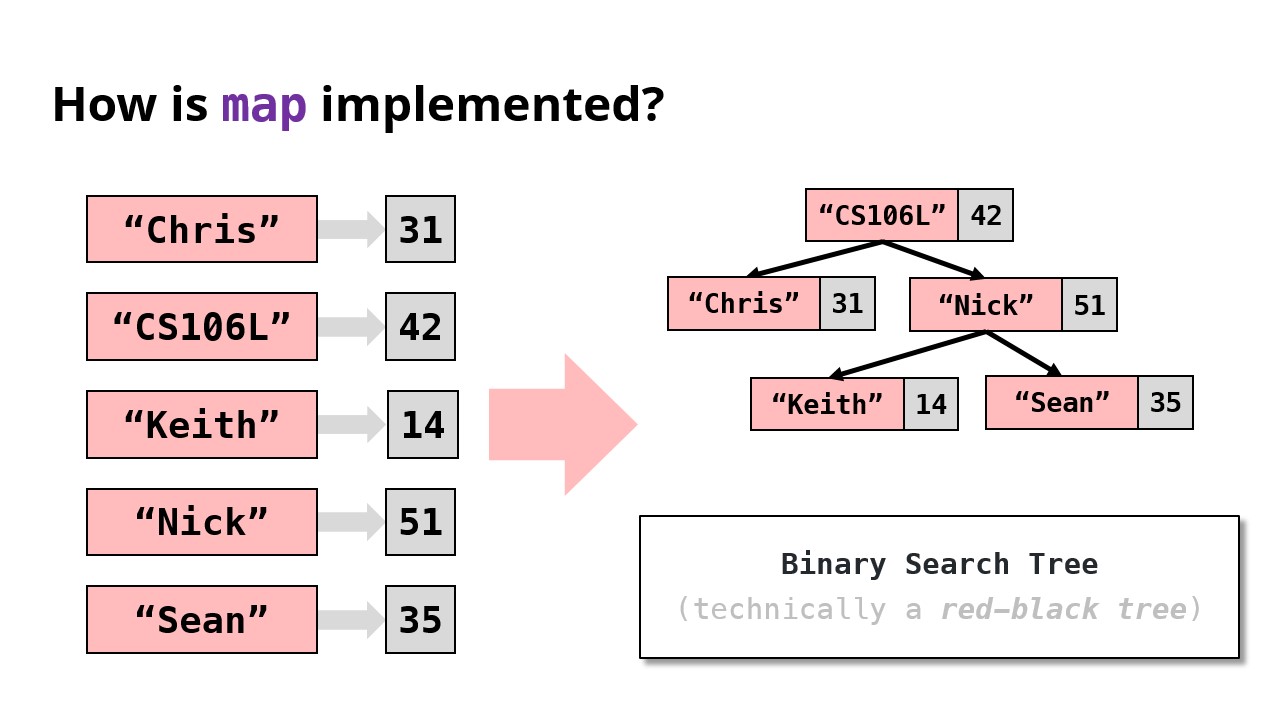 How is map implemented?
“Chris” 31
“CS106L” 42
“Keith” 14
“Nick” 51
“Sean” 35
“CS106L” 42
“Chris” 31
“Nick” 51
“Keith” 14
“Sean” 35
Binary Search Tree
(technically a red–black tree)